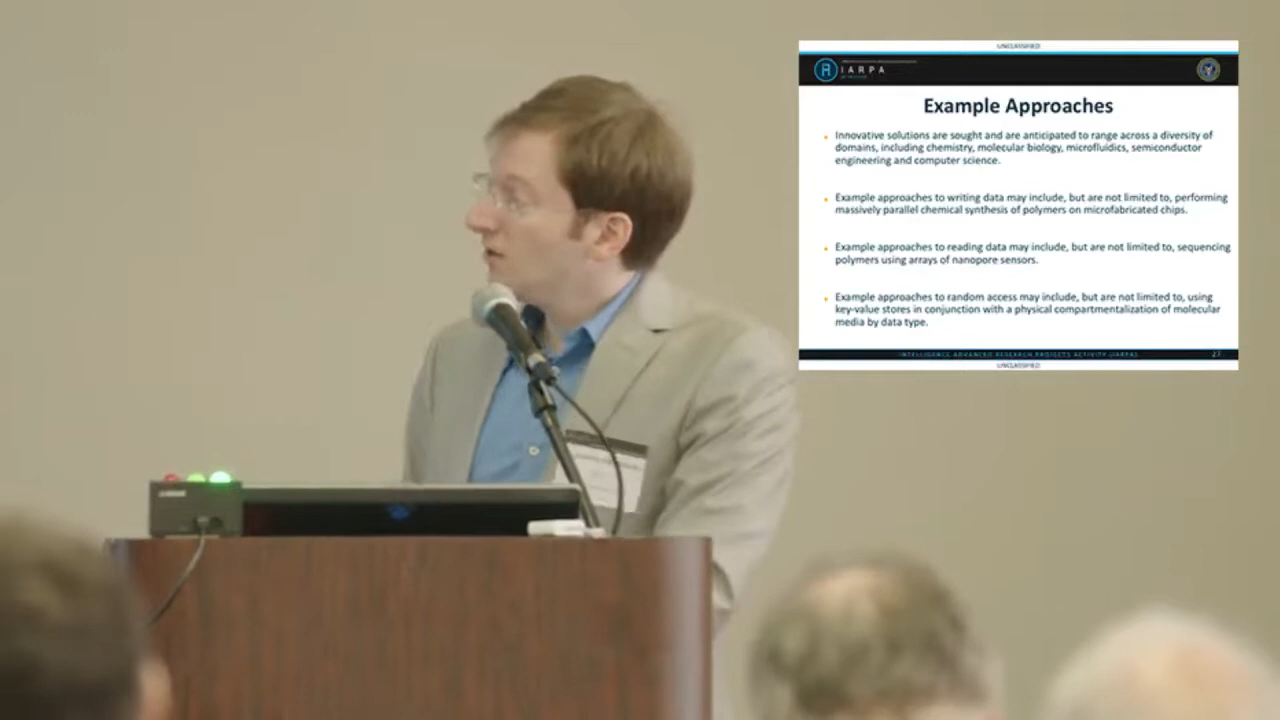 UNCLASSIFIED
IARPA
Example Approaches
Innovative solutions are sought and are anticipated to range across a diversity of
domains, including chemistry, molecular biology, microfluidics, semiconductor
engineering and computer science.
Example approaches to writing data may include, but are not limited to, performing
massively parallel chemical synthesis of polymers on microfabricated chips.
Example approaches to reading data may include, but are not limited to, sequencing
polymers using arrays of nanopore sensors.
Example approaches to random access may include, but are not limited to, using
key-value stores in conjunction with a physical compartmentalization of molecular
media by data type.
INTELLIGENCE ADVANCED RESEARCH PROJECTS ACTIVITY (IARPA)
27
UNCLASSIFIED